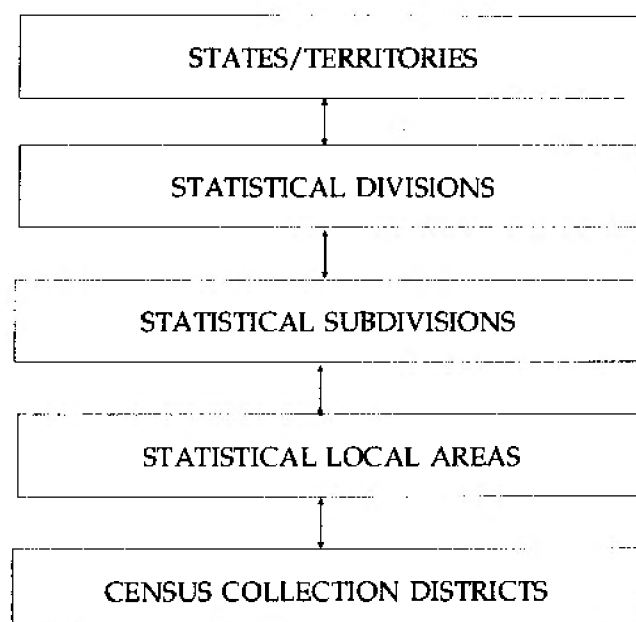 STATES/TERRITORIES
STATISTICAL DIVISIONS
STATISTICAL SUBDIVISIONS
STATISTICAL LOCAL AREAS
CENSUS COLLECTION DISTRICTS